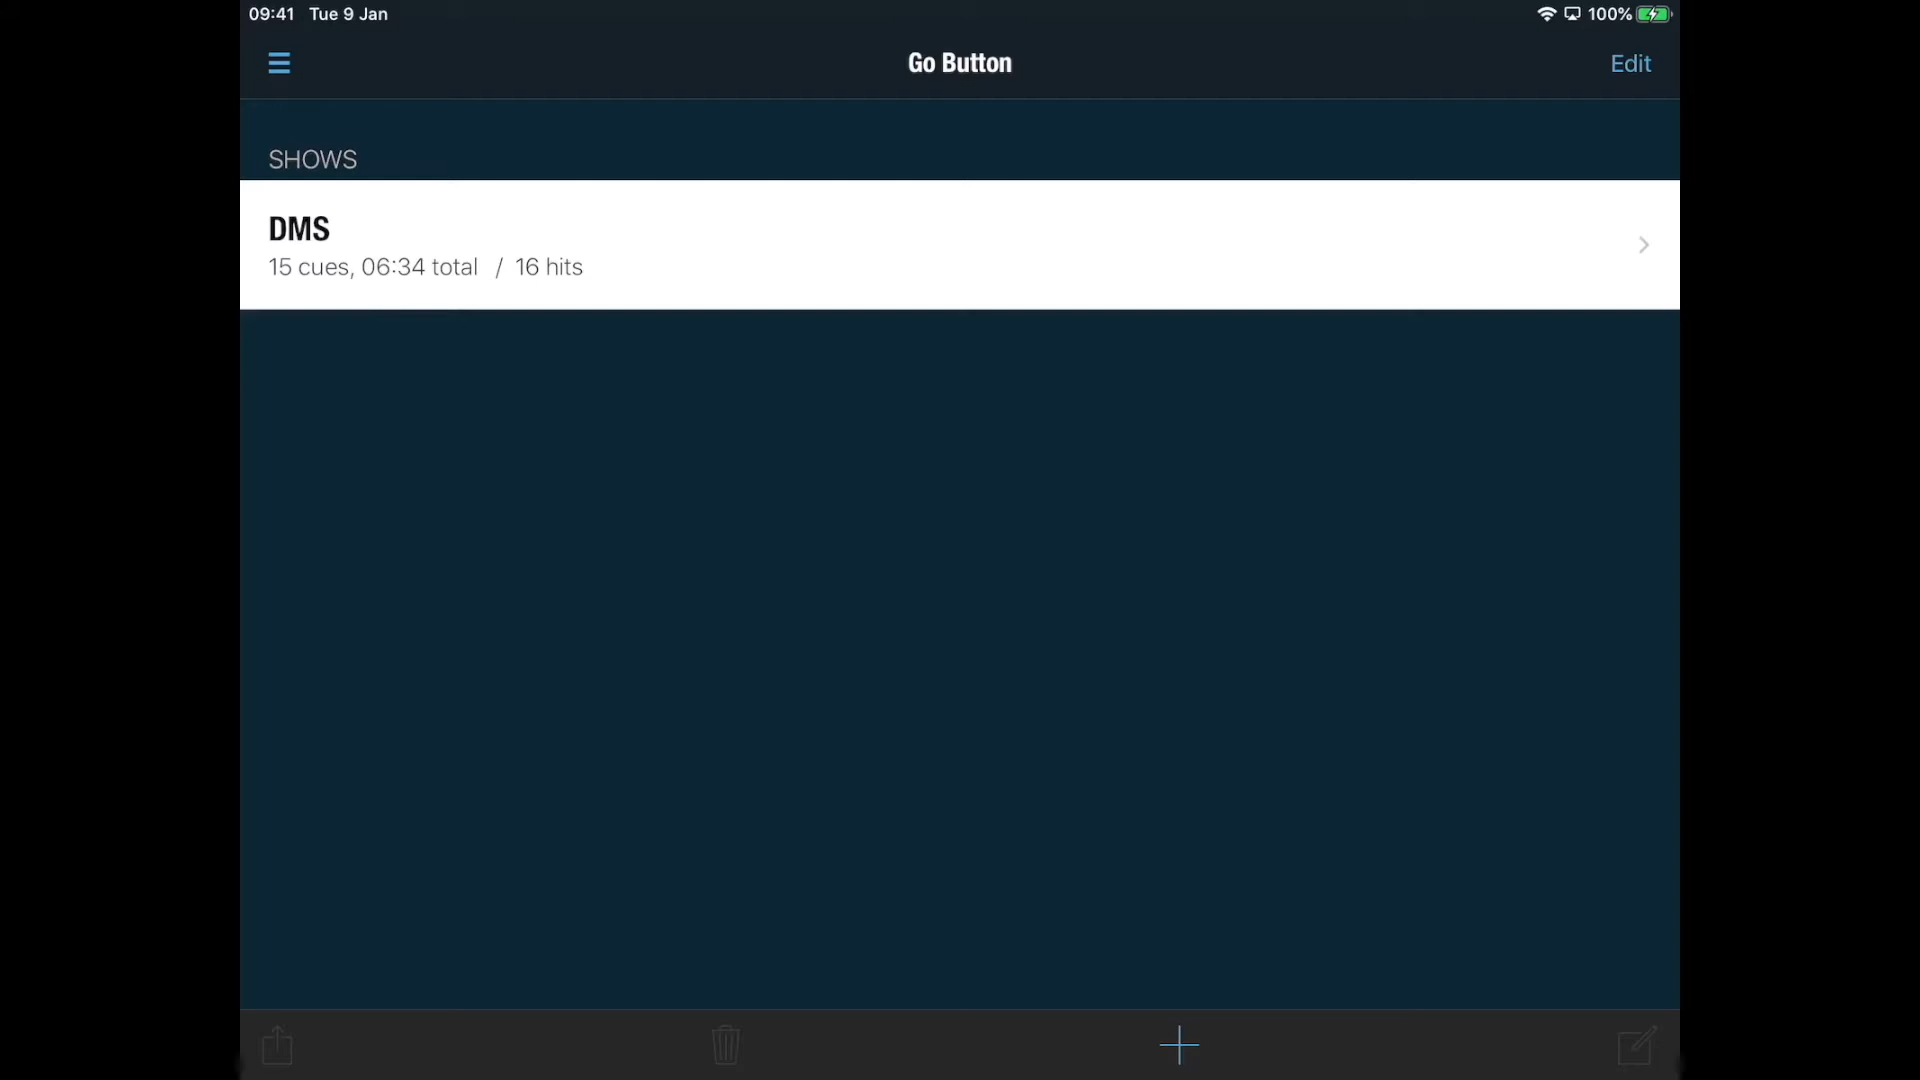 09:41 Tue 9 Jan
100%
Go Button
Edit
SHOWS
DMS
15 cues, 06:34 total / 16 hits